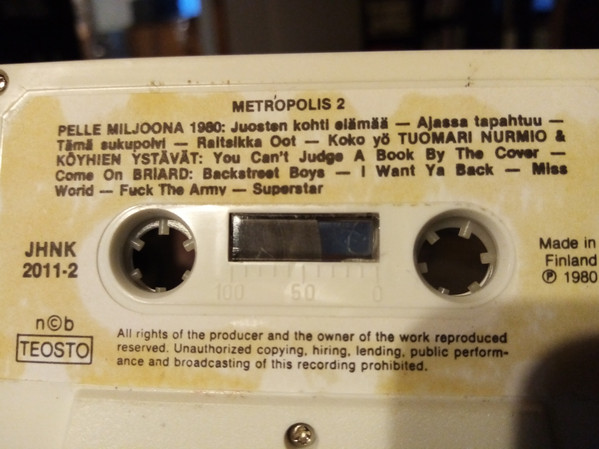 METROPOLIS 2
PELLE MILJOONA 1980: Juosten kohti elämää — Ajassa tapahtuu —
Tämä sukupolvi — Raitsikka Oot — Koko yö TUOMARI NURMIO &
KÖYHIEN YSTÄVÄT: You Can't Judge A Book By The Cover —
Come On BRIARD: Backstreet Boys — I Want Ya Back — Miss
World — Fuck The Army — Superstar
JHNK
2011-2
Made in
Finland
℗ 1980
100 50 0
n©b
TEOSTO
All rights of the producer and the owner of the work reproduced
reserved. Unauthorized copying, hiring, lending, public perform-
ance and broadcasting of this recording prohibited.